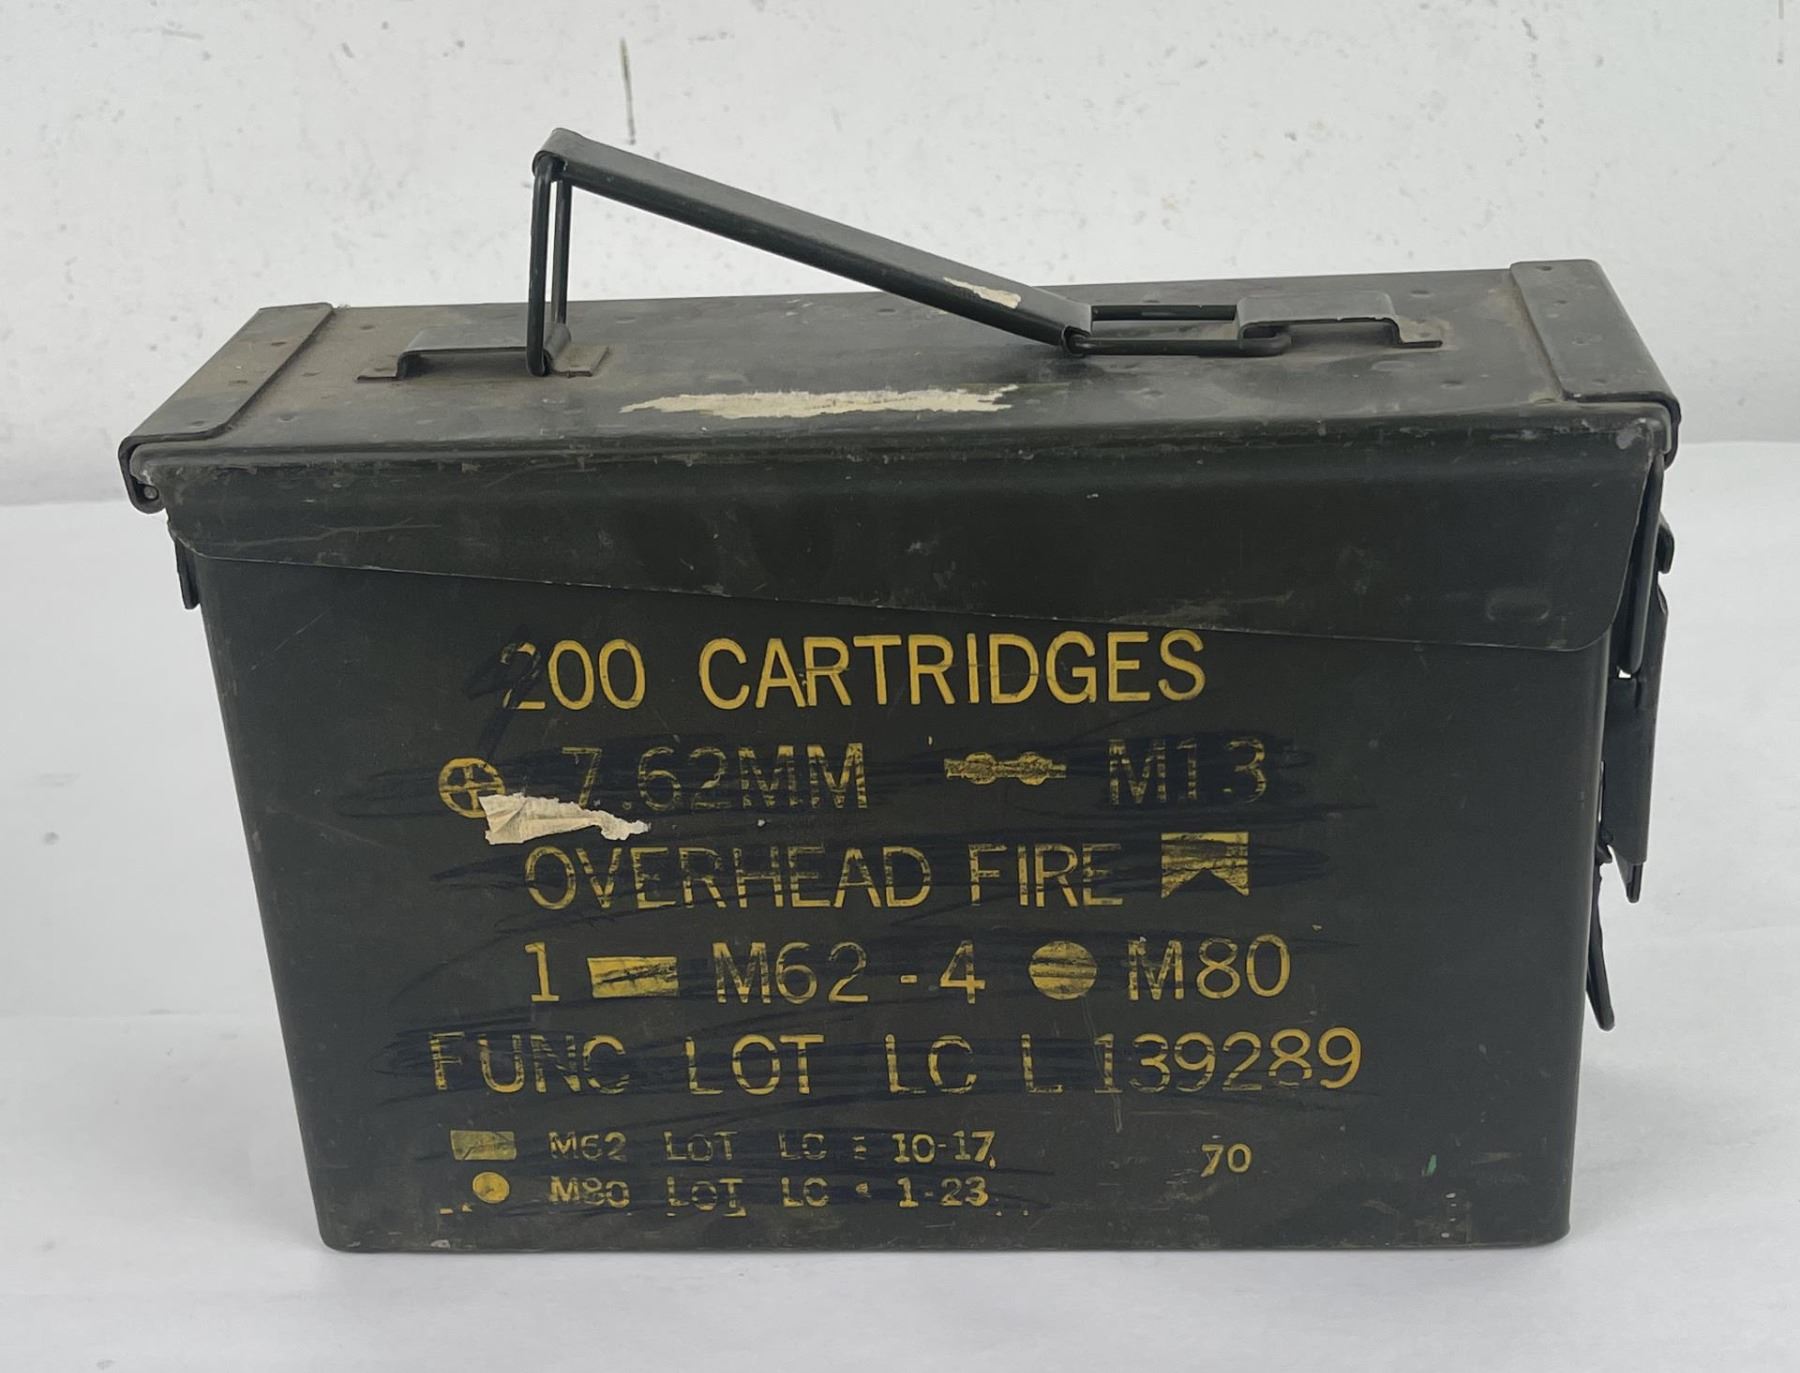 200 CARTRIDGES
7.62MM M13
OVERHEAD FIRE
1 M62-4 M80
FUNC LOT LC L 139289
M62 LOT LC - 10-17 70
M80 LOT LC - 1-23